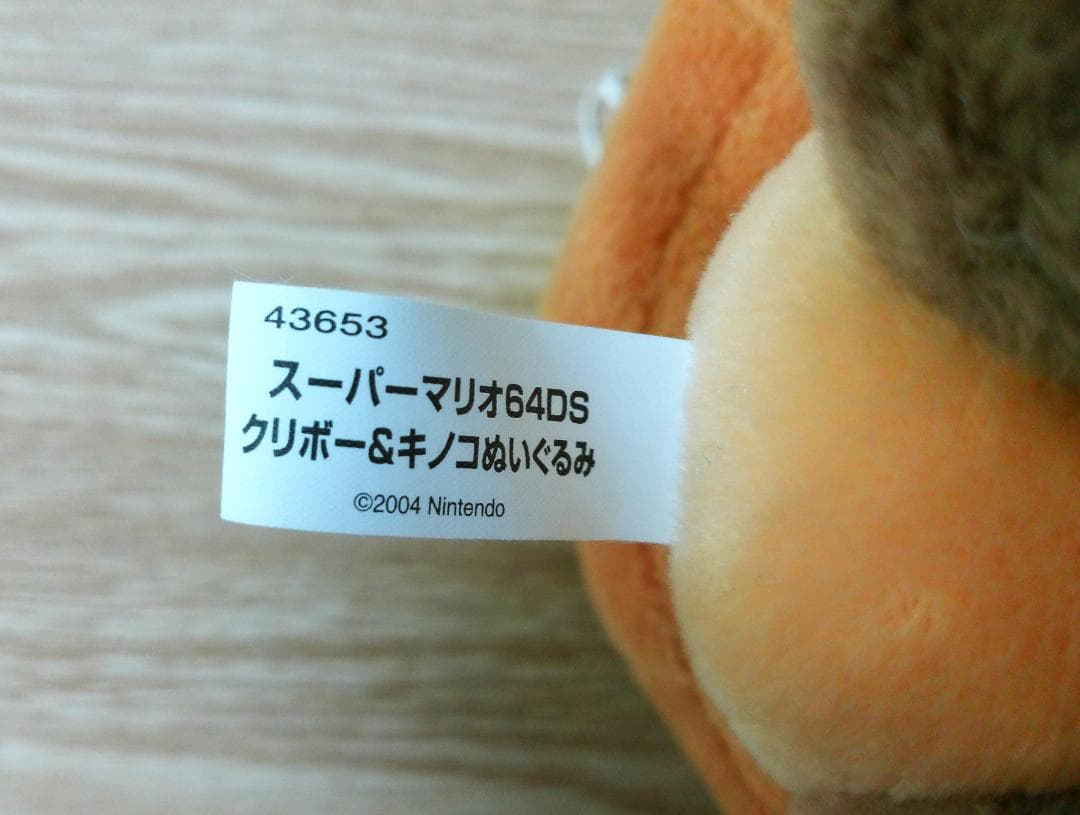 43653
スーパーマリオ64DS
クリボー&キノコぬいぐるみ
©2004 Nintendo